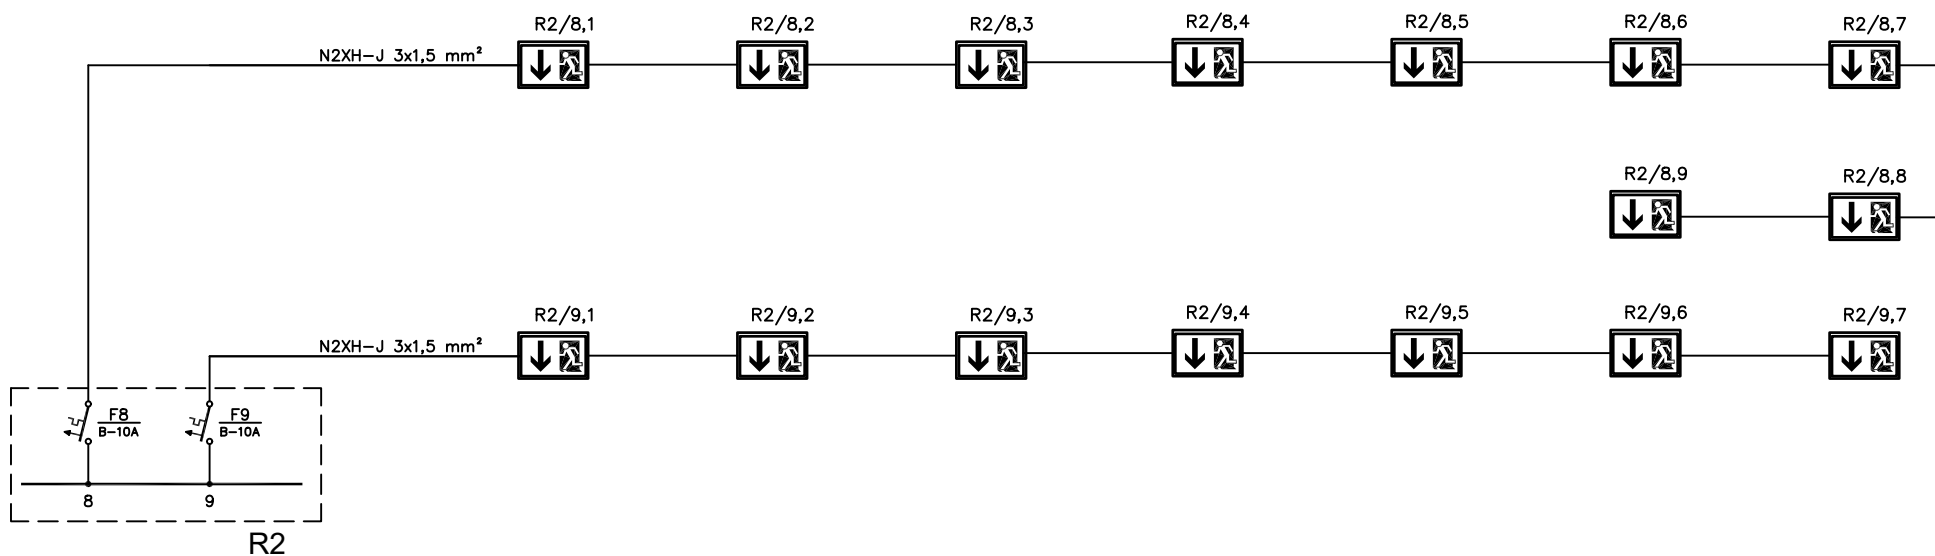 R2/8,1 R2/8,2 R2/8,3 R2/8,4 R2/8,5 R2/8,6 R2/8,7
N2XH-J 3x1,5 mm²
R2/8,9 R2/8,8
R2/9,1 R2/9,2 R2/9,3 R2/9,4 R2/9,5 R2/9,6 R2/9,7
N2XH-J 3x1,5 mm²
F8 F9
B-10A B-10A
8 9
R2